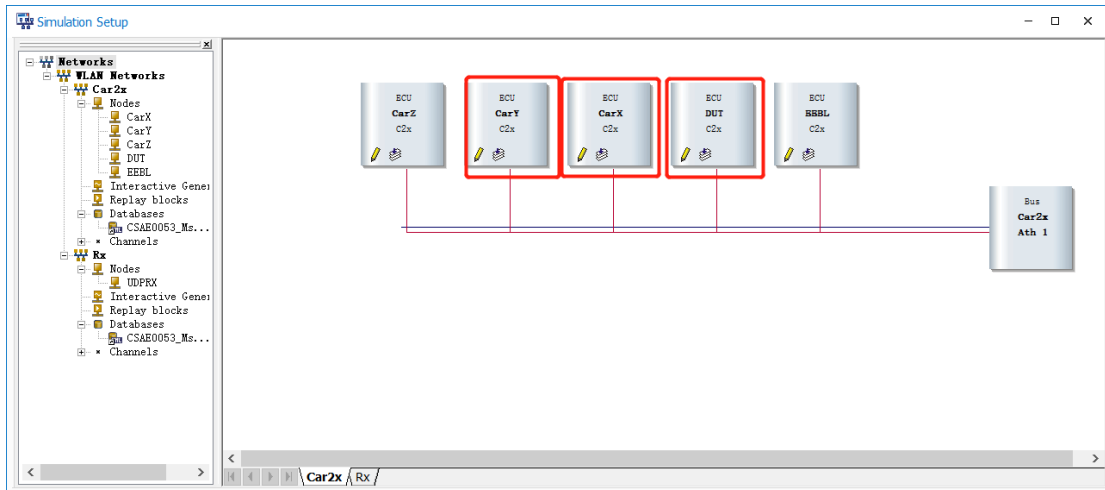 Simulation Setup
Networks
WLAN Networks
Car2x
Nodes
CarX
CarY
CarZ
DUT
EEBL
Interactive Gener
Replay blocks
Databases
CSAE0053_Ms...
Channels
Rx
Nodes
UDPRX
Interactive Gener
Replay blocks
Databases
CSAE0053_Ms...
Channels
ECU
CarZ
C2x
ECU
CarY
C2x
ECU
CarX
C2x
ECU
DUT
C2x
ECU
EEBL
C2x
Bus
Car2x
Ath 1
Car2x
Rx